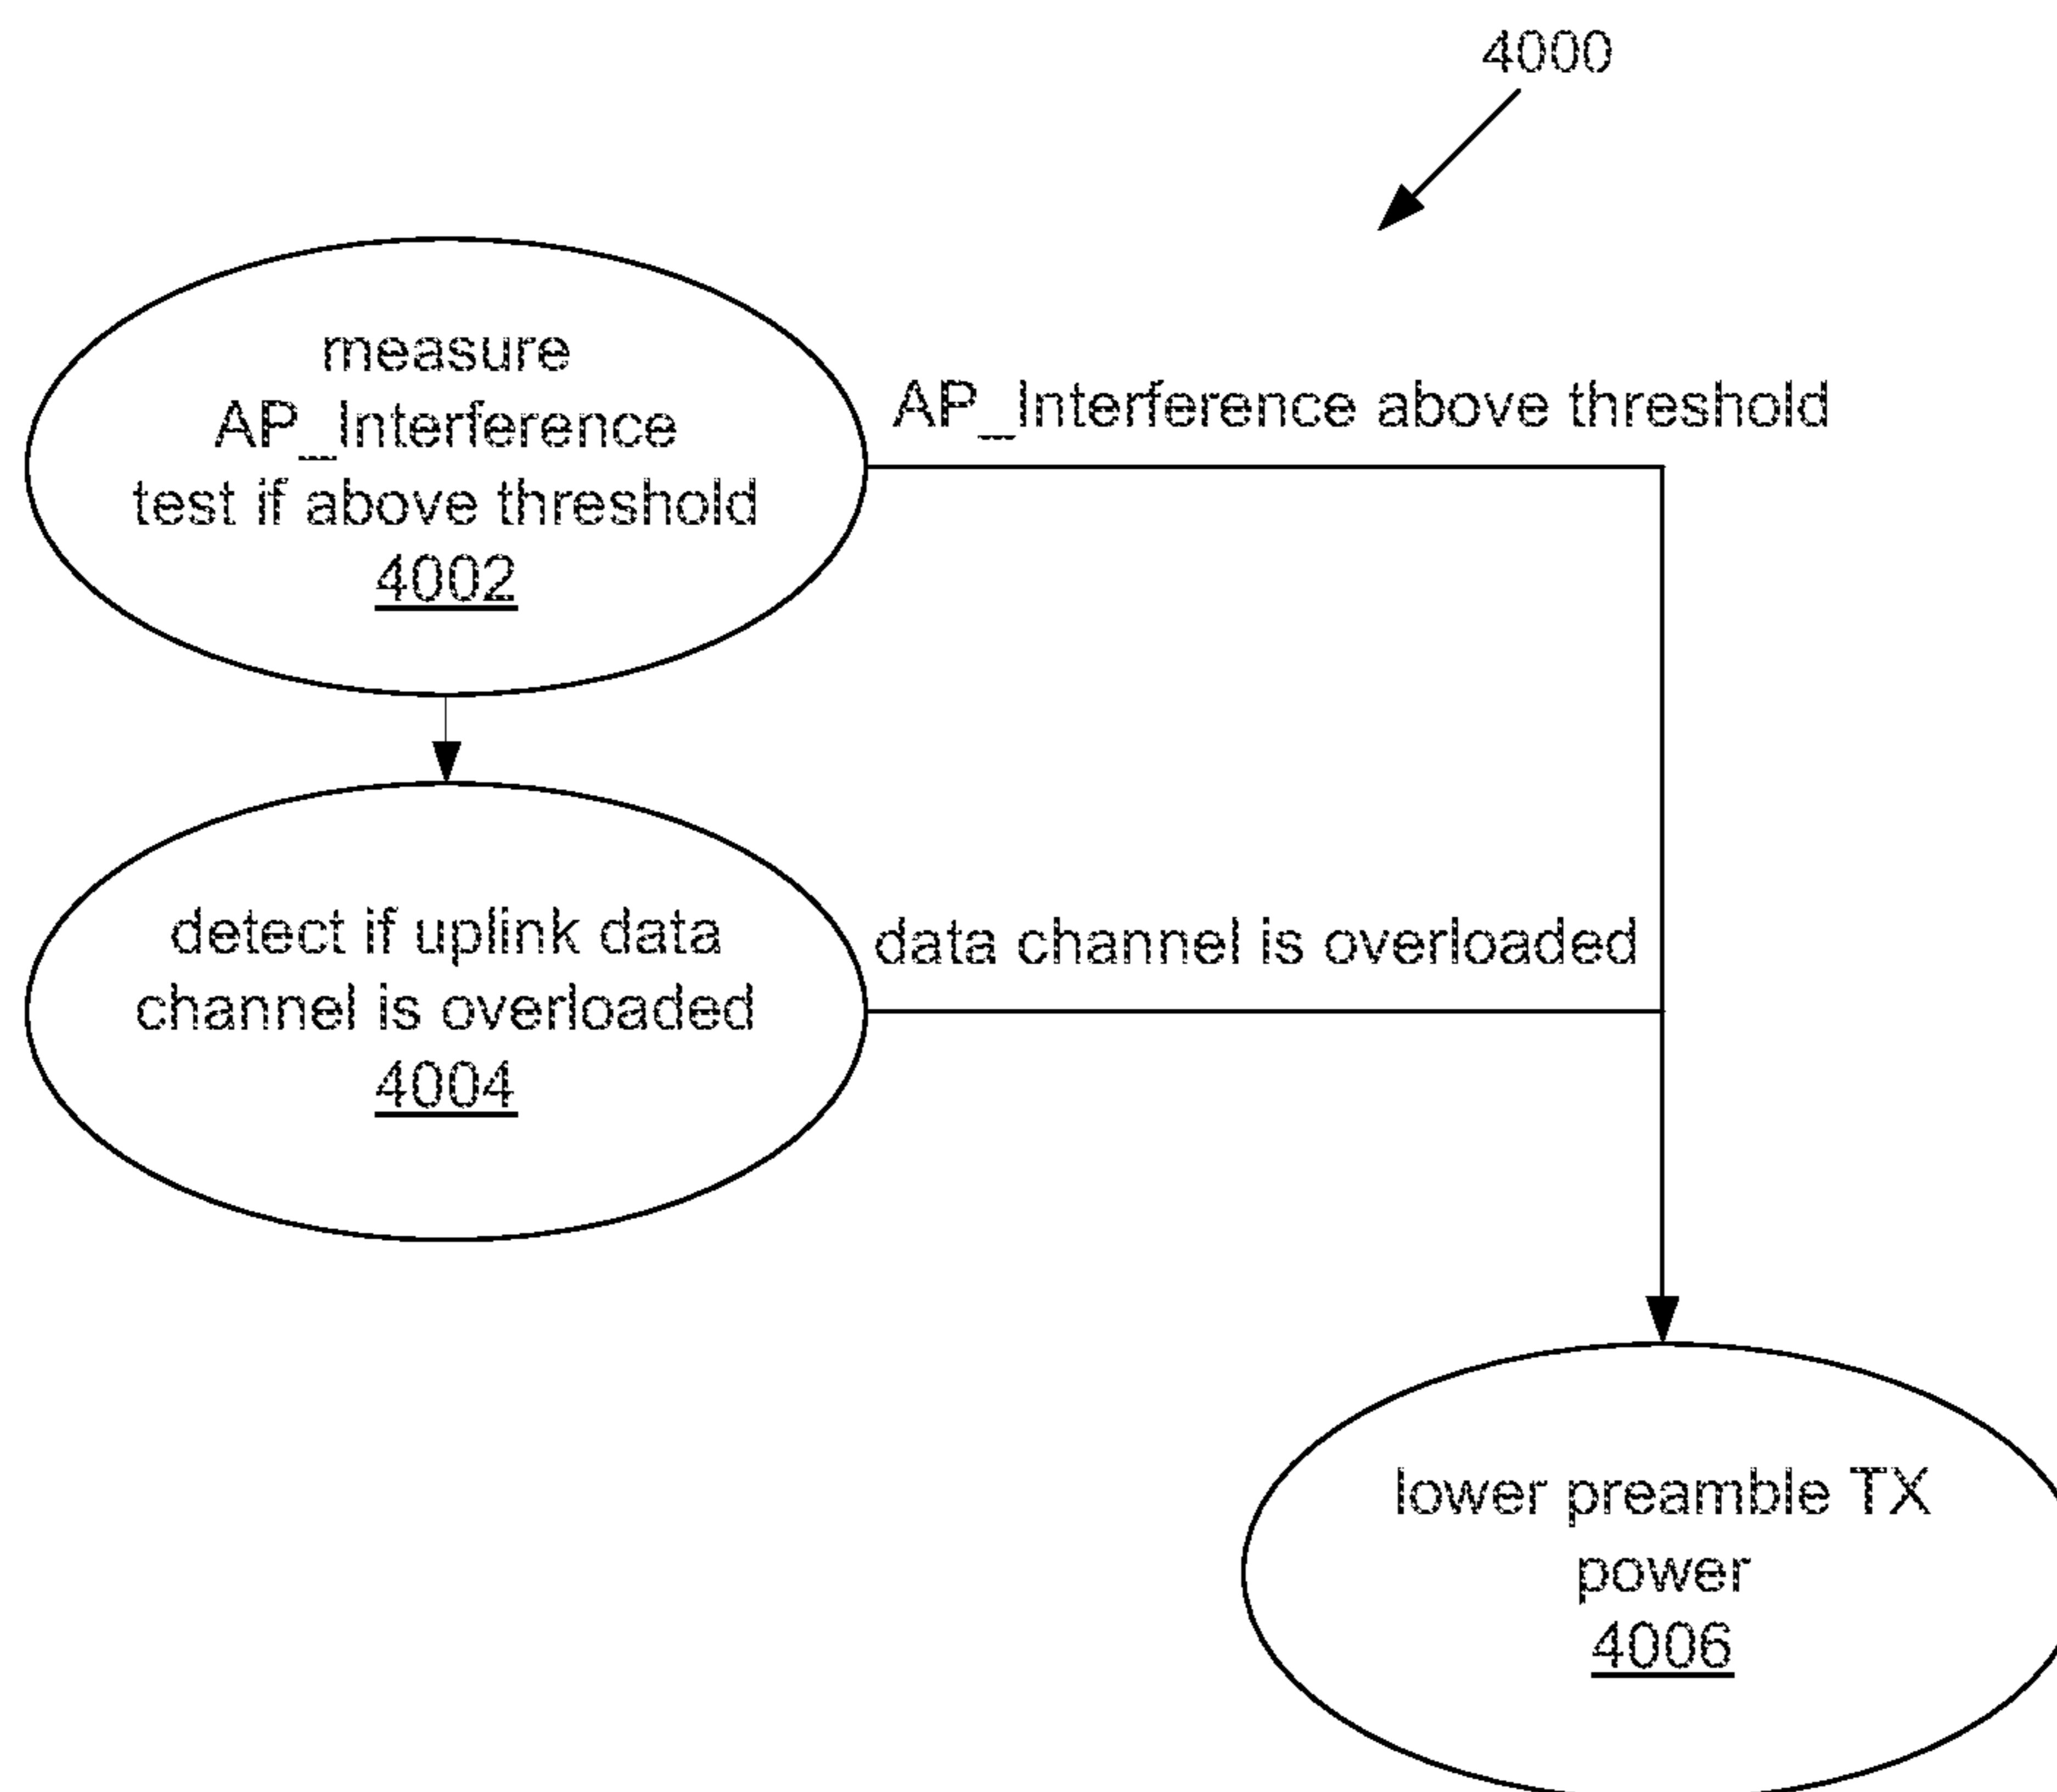 4000
measure
AP_Interference
test if above threshold
4002
AP_Interference above threshold
detect if uplink data
channel is overloaded
4004
data channel is overloaded
lower preamble TX
power
4006